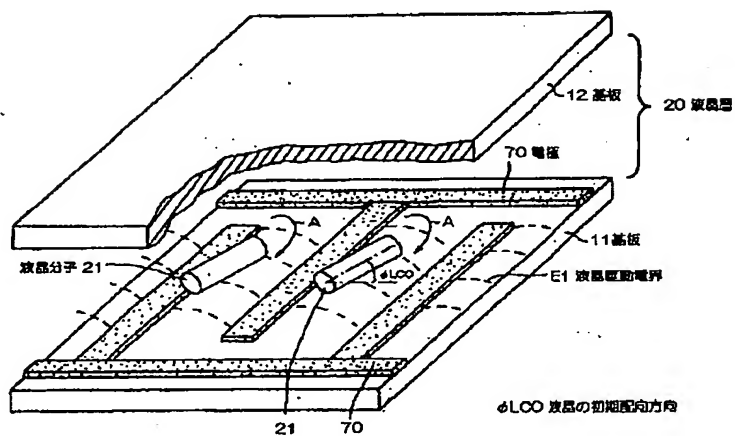 12 基板
20 液晶層
70 電極
A
A
11 基板
液晶分子 21
φLCO
E1 液晶駆動電界
21
70
φLCO 液晶の初期配向方向